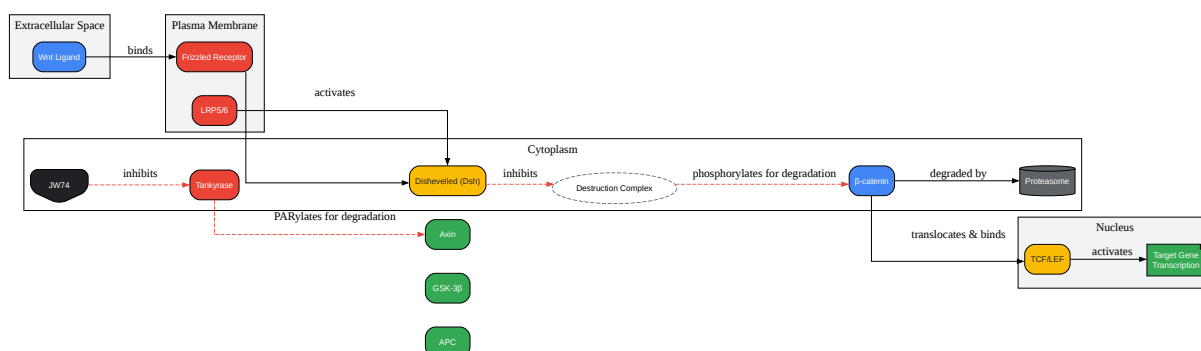 Extracellular Space
Plasma Membrane
Wnt Ligand
binds
Frizzled Receptor
LRP5/6
activates
Cytoplasm
JW74
inhibits
Tankyrase
Dishevelled (Dsh)
inhibits
Destruction Complex
phosphorylates for degradation
β-catenin
degraded by
Proteasome
PARylates for degradation
Axin
translocates & binds
Nucleus
TCF/LEF
activates
Target Gene
Transcription
GSK-3β
APC